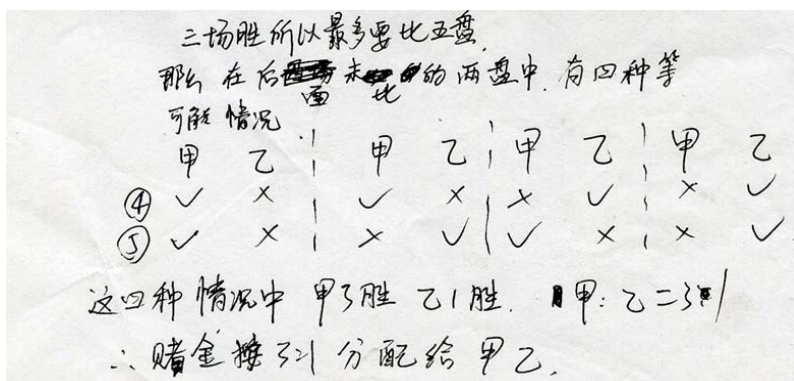 三场胜所以最多要比五盘,
那么在后面未比的两盘中.有四种等
可能情况
甲 乙 甲 乙 甲 乙 甲 乙
④ ✓ × ✓ × × ✓ × ✓
⑤ ✓ × × ✓ ✓ × × ✓
这四种情况中 甲3胜 乙1胜. 甲:乙=3:1
∴赌金按3:1分配给甲乙.